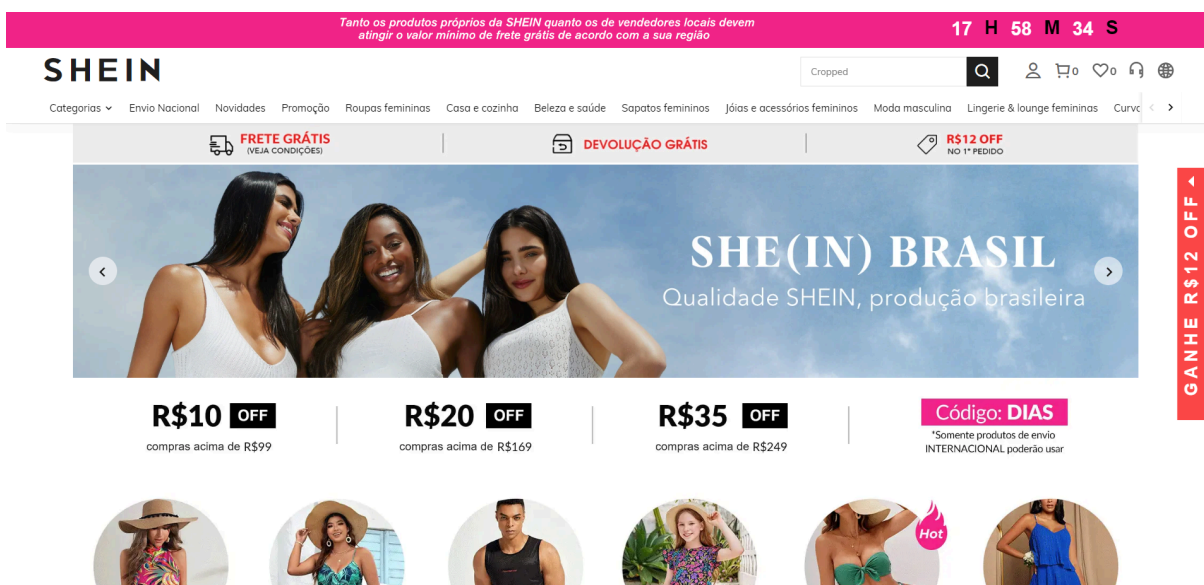 Tanto os produtos próprios da SHEIN quanto os de vendedores locais devem
atingir o valor mínimo de frete grátis de acordo com a sua região
17 H 58 M 34 S
SHEIN
Cropped
0
0
Categorias Envio Nacional Novidades Promoção Roupas femininas Casa e cozinha Beleza e saúde Sapatos femininos Jóias e acessórios femininos Moda masculina Lingerie & lounge femininas Curvc
FRETE GRÁTIS
(VEJA CONDIÇÕES)
DEVOLUÇÃO GRÁTIS
R$12 OFF
NO 1º PEDIDO
SHE(IN) BRASIL
Qualidade SHEIN, produção brasileira
GANHE R$12 OFF
R$10 OFF
compras acima de R$99
R$20 OFF
compras acima de R$169
R$35 OFF
compras acima de R$249
Código: DIAS
*Somente produtos de envio
INTERNACIONAL poderão usar
Hot